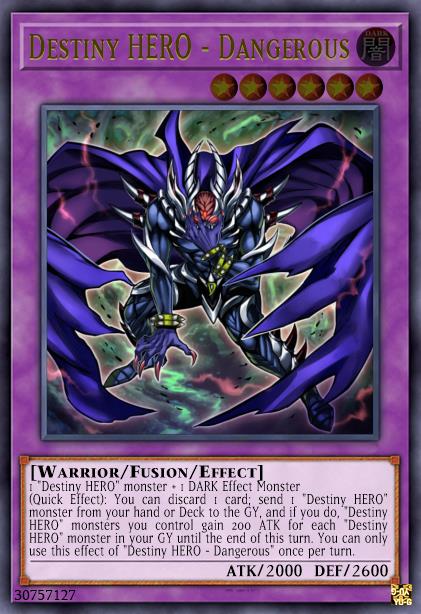 DESTINY HERO - DANGEROUS
DARK
闇
[WARRIOR/FUSION/EFFECT]
1 "Destiny HERO" monster + 1 DARK Effect Monster
(Quick Effect): You can discard 1 card; send 1 "Destiny HERO"
monster from your hand or Deck to the GY, and if you do, "Destiny
HERO" monsters you control gain 200 ATK for each "Destiny
HERO" monster in your GY until the end of this turn. You can only
use this effect of "Destiny HERO - Dangerous" once per turn.
ATK/2000 DEF/2600
30757127